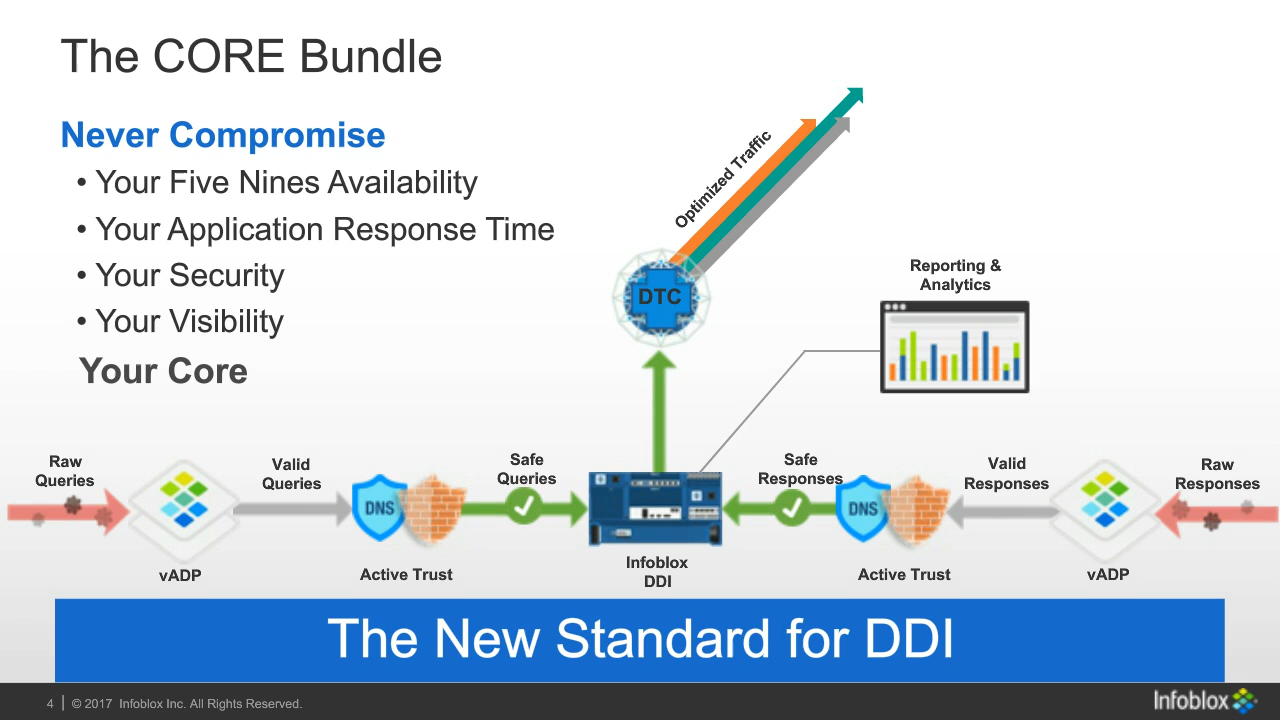 The CORE Bundle
Never Compromise
• Your Five Nines Availability
• Your Application Response Time
• Your Security
• Your Visibility
Your Core
Optimized Traffic
DTC
Reporting &
Analytics
Raw
Queries
Valid
Queries
Safe
Queries
Safe
Responses
Valid
Responses
Raw
Responses
DNS
DNS
vADP
Active Trust
Infoblox
DDI
Active Trust
vADP
The New Standard for DDI
4 | © 2017 Infoblox Inc. All Rights Reserved.
Infoblox